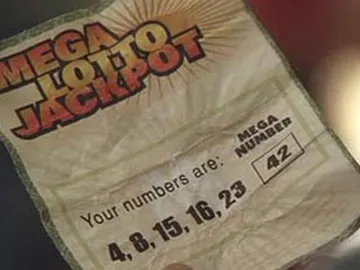 MEGA
LOTTO
JACKPOT
MEGA
NUMBER
Your numbers are: 42
4, 8, 15, 16, 23